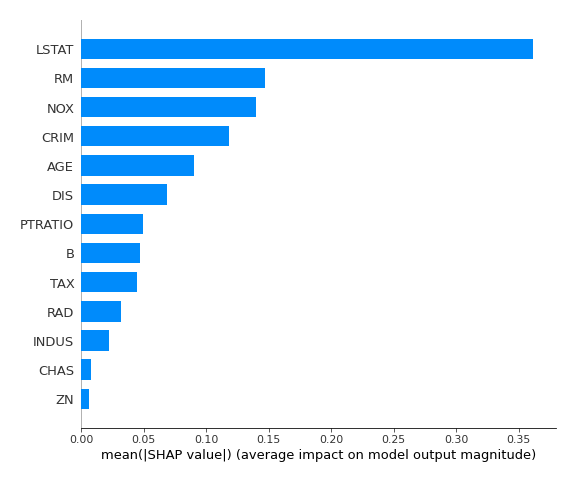 LSTAT
RM
NOX
CRIM
AGE
DIS
PTRATIO
B
TAX
RAD
INDUS
CHAS
ZN
0.00 0.05 0.10 0.15 0.20 0.25 0.30 0.35
mean(|SHAP value|) (average impact on model output magnitude)